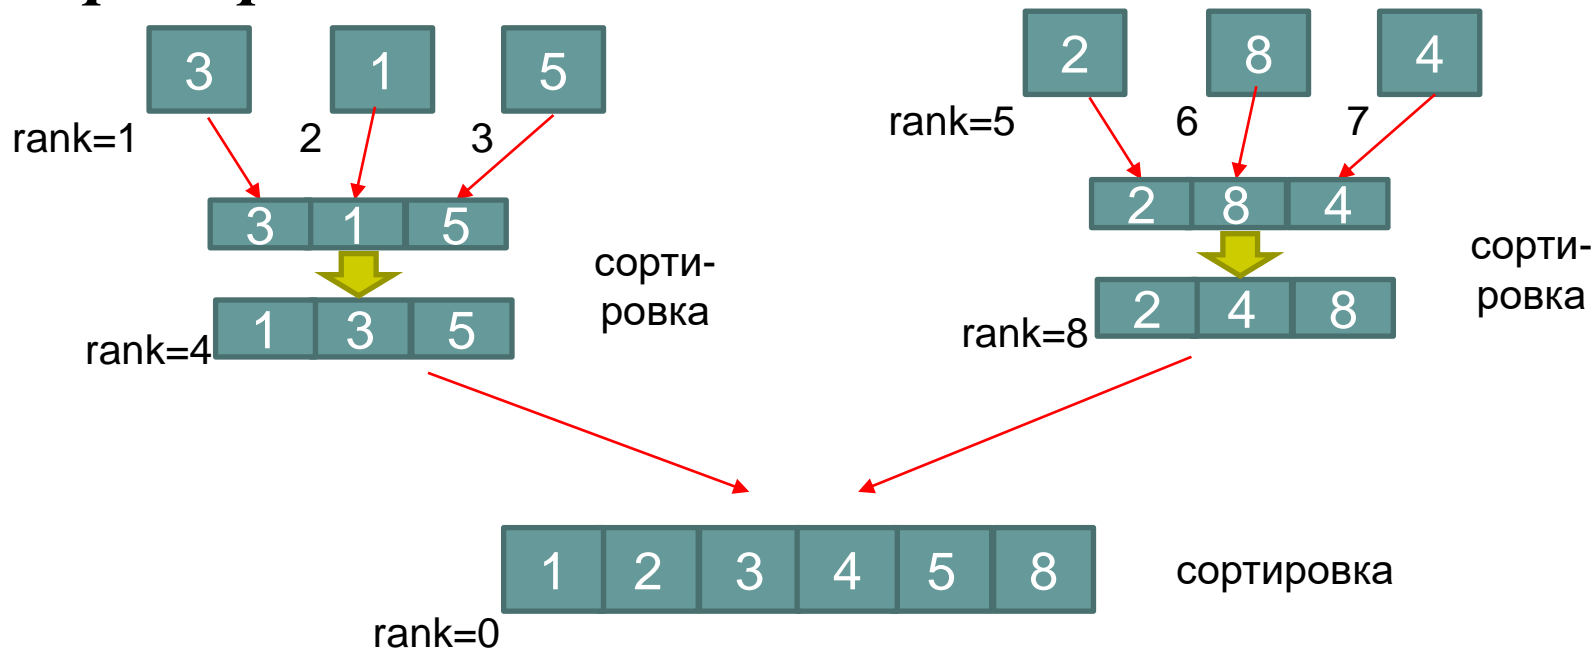 3 1 5
2 8 4
rank=1 2 3
rank=5 6 7
3 1 5
2 8 4
сорти-
ровка
сорти-
ровка
1 3 5
2 4 8
rank=4
rank=8
1 2 3 4 5 8
сортировка
rank=0